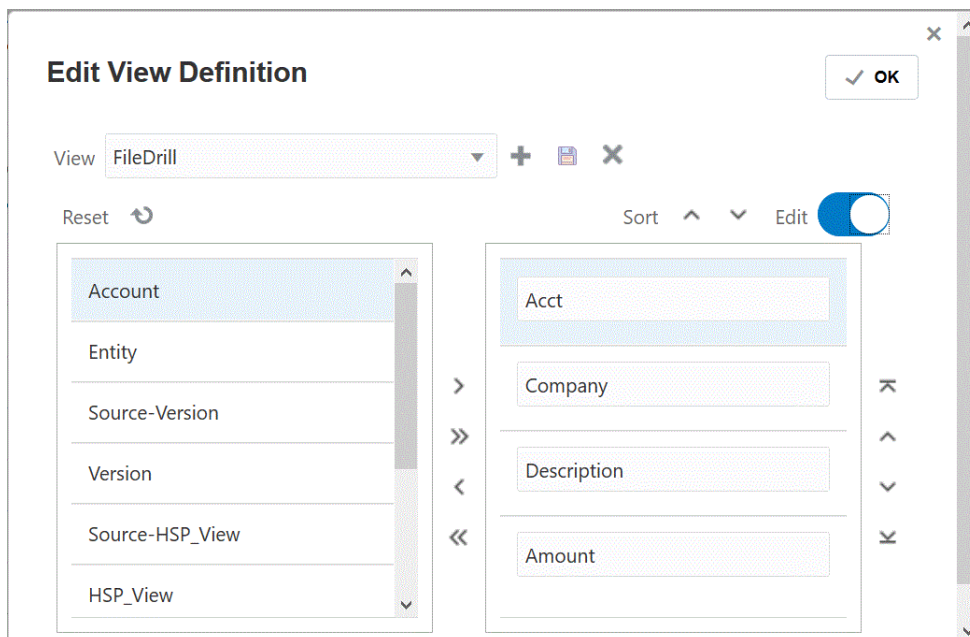 Edit View Definition
OK
View FileDrill
Reset Sort Edit
Account
Entity
Source-Version
Version
Source-HSP_View
HSP_View
Acct
Company
Description
Amount